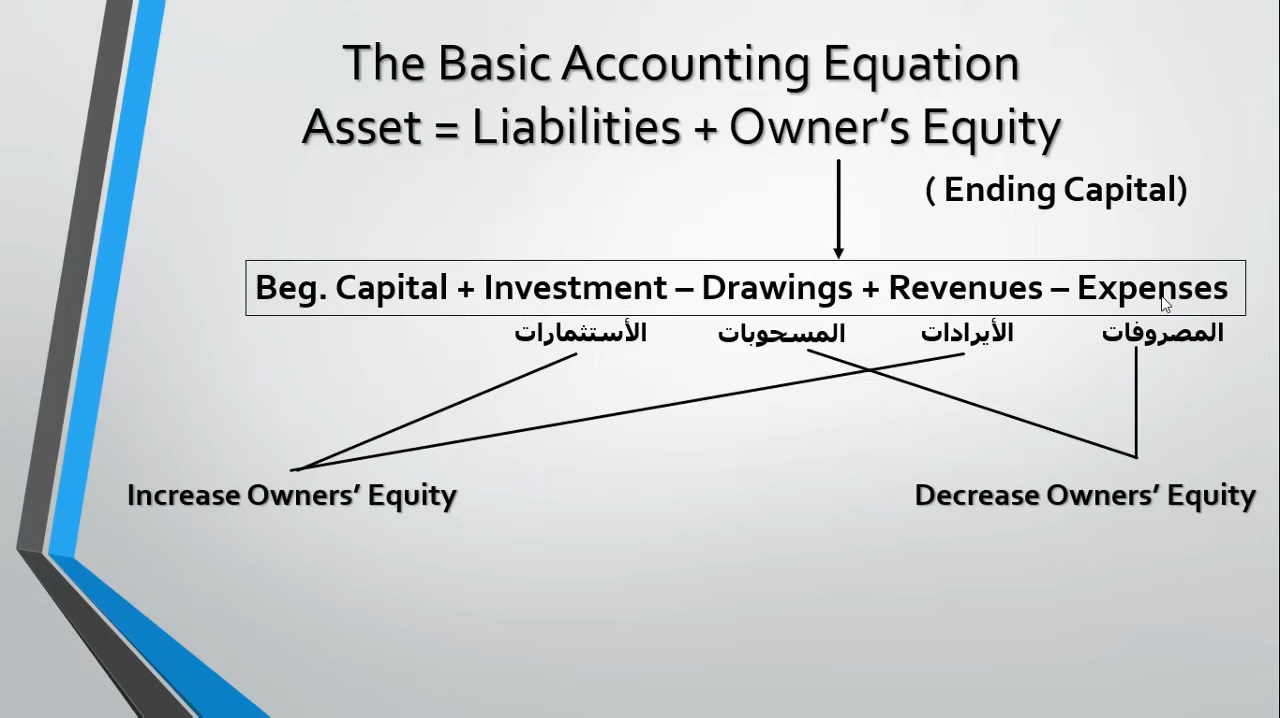 The Basic Accounting Equation
Asset = Liabilities + Owner's Equity
( Ending Capital)
Beg. Capital + Investment – Drawings + Revenues – Expenses
الأستثمارات المسحوبات الأيرادات المصروفات
Increase Owners' Equity Decrease Owners' Equity